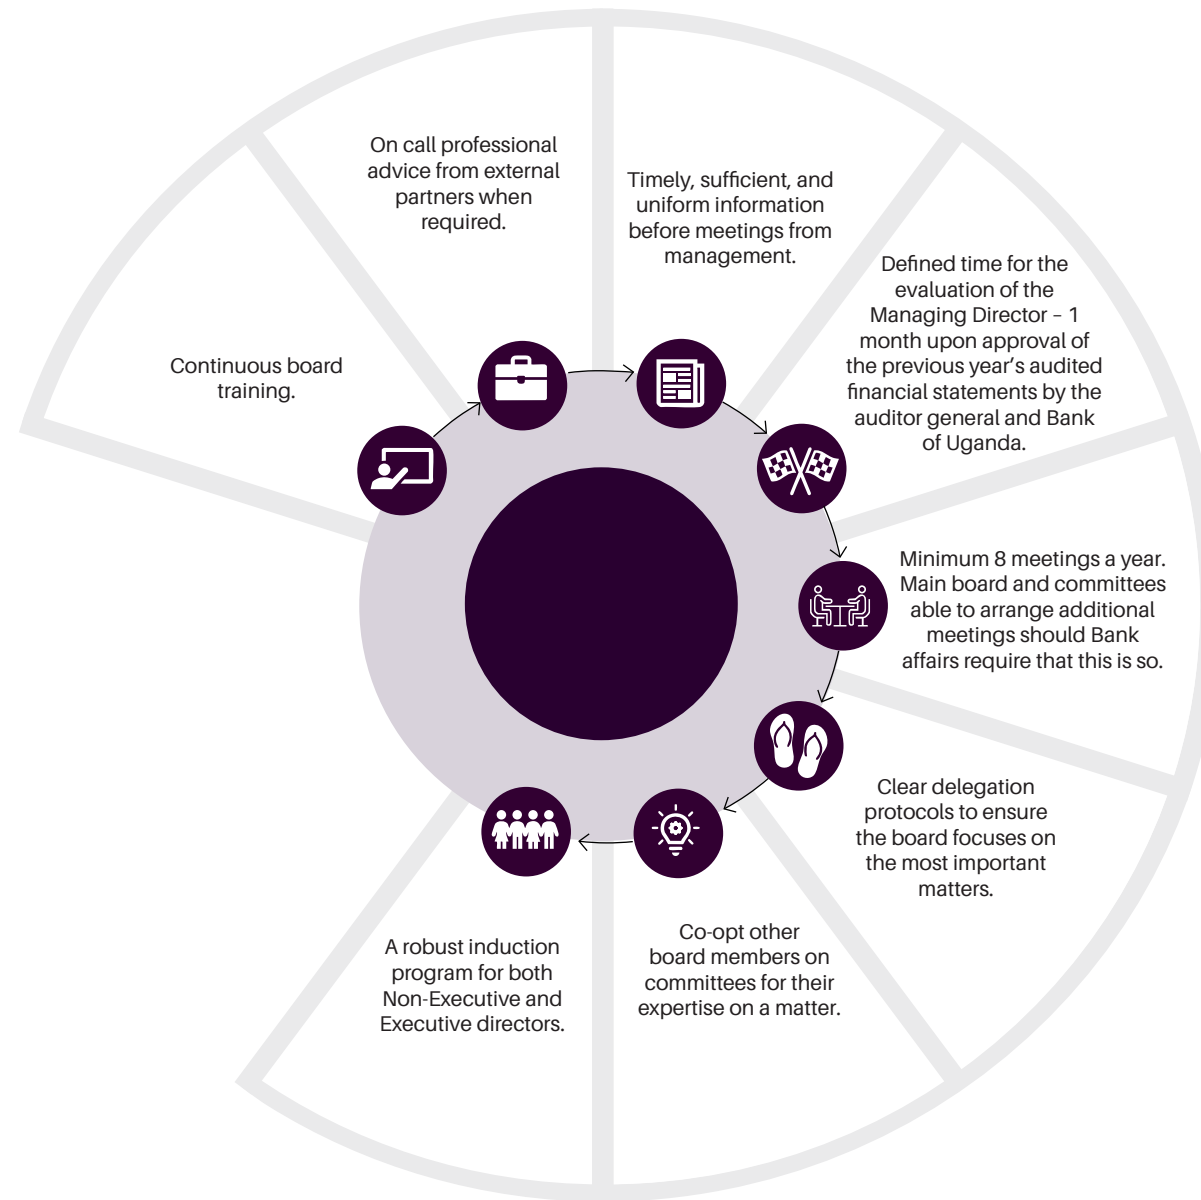 Continuous board
training.
On call professional
advice from external
partners when
required.
Timely, sufficient, and
uniform information
before meetings from
management.
Defined time for the
evaluation of the
Managing Director – 1
month upon approval of
the previous year’s audited
financial statements by the
auditor general and Bank
of Uganda.
Minimum 8 meetings a year.
Main board and committees
able to arrange additional
meetings should Bank
affairs require that this is so.
Clear delegation
protocols to ensure
the board focuses on
the most important
matters.
Co-opt other
board members on
committees for their
expertise on a matter.
A robust induction
program for both
Non-Executive and
Executive directors.